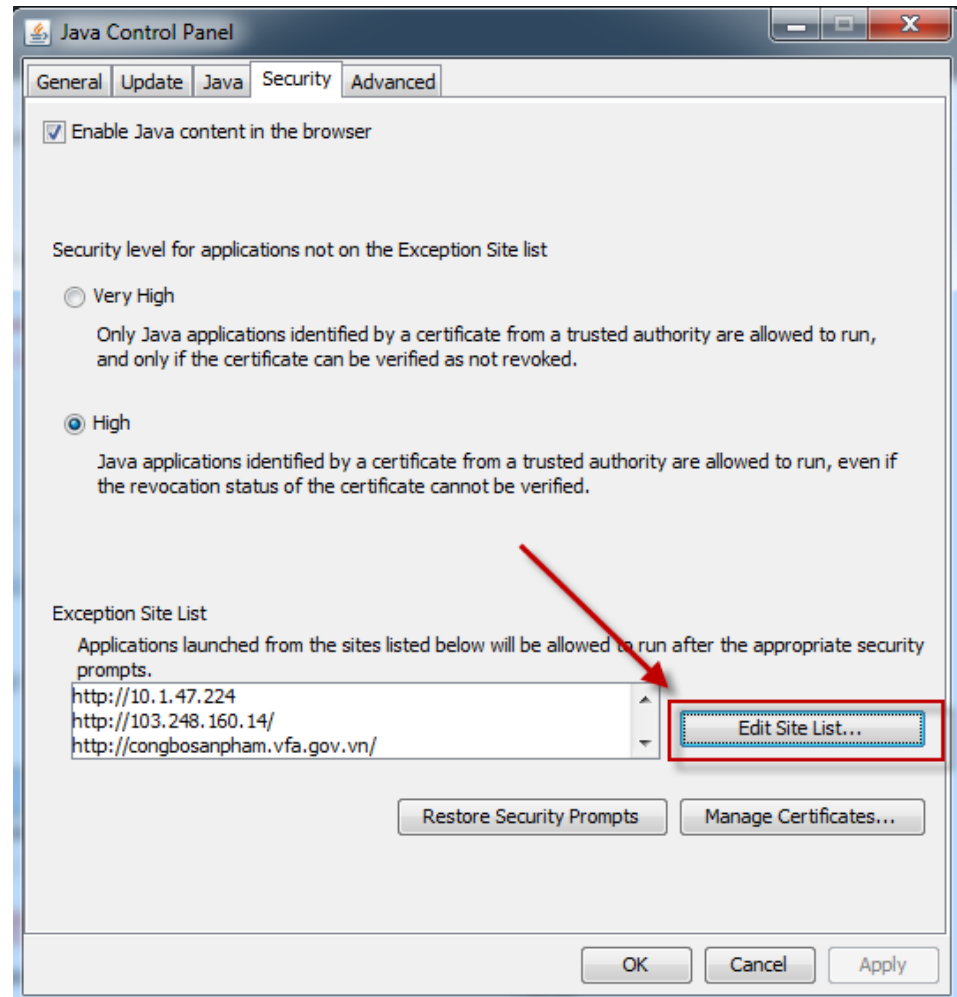 Java Control Panel
General Update Java Security Advanced
Enable Java content in the browser
Security level for applications not on the Exception Site list
Very High
Only Java applications identified by a certificate from a trusted authority are allowed to run,
and only if the certificate can be verified as not revoked.
High
Java applications identified by a certificate from a trusted authority are allowed to run, even if
the revocation status of the certificate cannot be verified.
Exception Site List
Applications launched from the sites listed below will be allowed to run after the appropriate security
prompts.
http://10.1.47.224
http://103.248.160.14/
http://congbosanpham.vfa.gov.vn/
Edit Site List...
Restore Security Prompts Manage Certificates...
OK Cancel Apply